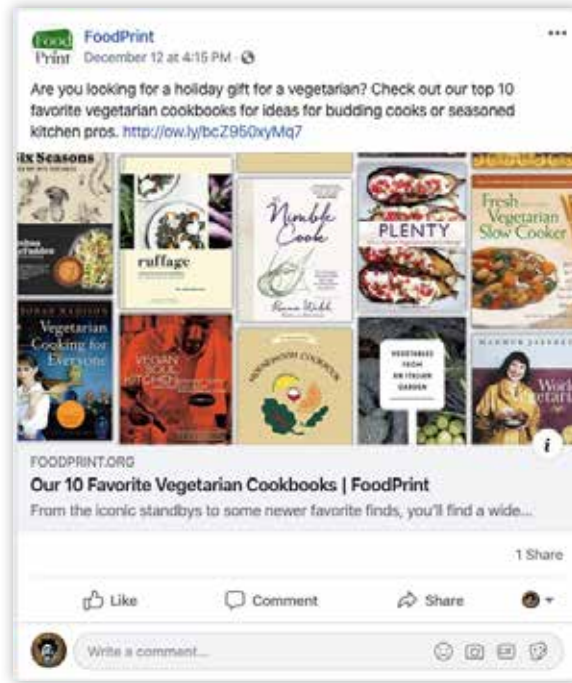 Food
Print
FoodPrint
December 12 at 4:15 PM
Are you looking for a holiday gift for a vegetarian? Check out our top 10
favorite vegetarian cookbooks for ideas for budding cooks or seasoned
kitchen pros. http://ow.ly/bcZ950xyMq7
Six Seasons
ruffage
Nimble
Cook
PLENTY
Fresh
Vegetarian
Slow Cooker
Vegetarian
Cooking for
Everyone
VEGAN
SOUL
KITCHEN
MOOSEWOOD COOKBOOK
VEGETABLES
FROM
AN ITALIAN
GARDEN
MADHUR JAFFREY
World
Vegetarian
i
FOODPRINT.ORG
Our 10 Favorite Vegetarian Cookbooks | FoodPrint
From the iconic standbys to some newer favorite finds, you'll find a wide...
1 Share
Like
Comment
Share
Write a comment...